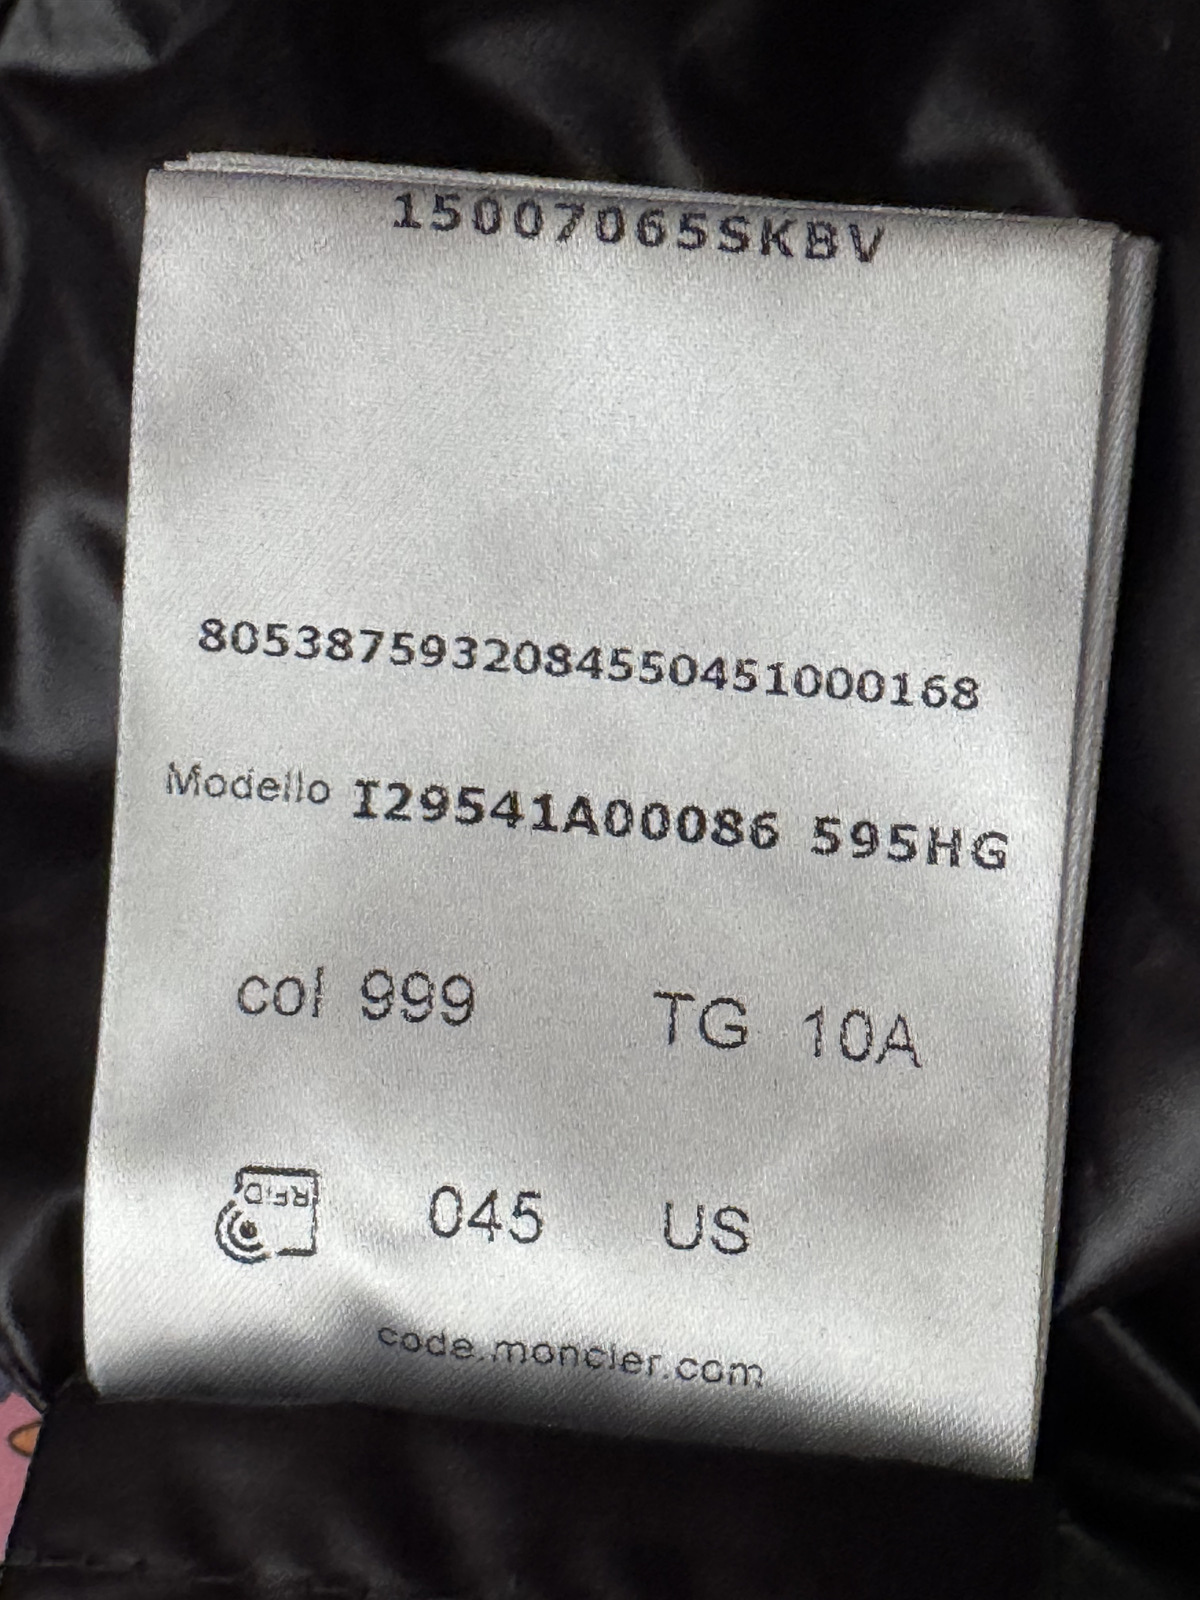 15007065SKBV
8053875932084550451000168
Modello I29541A00086 595HG
col 999 TG 10A
RFiD 045 US
code.moncler.com